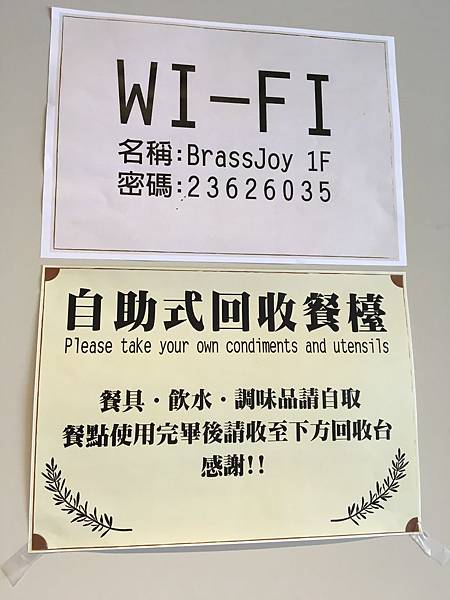 WI-FI
名稱:BrassJoy 1F
密碼:23626035
自助式回收餐檯
Please take your own condiments and utensils
餐具・飲水・調味品請自取
餐點使用完畢後請收至下方回收台
感謝!!